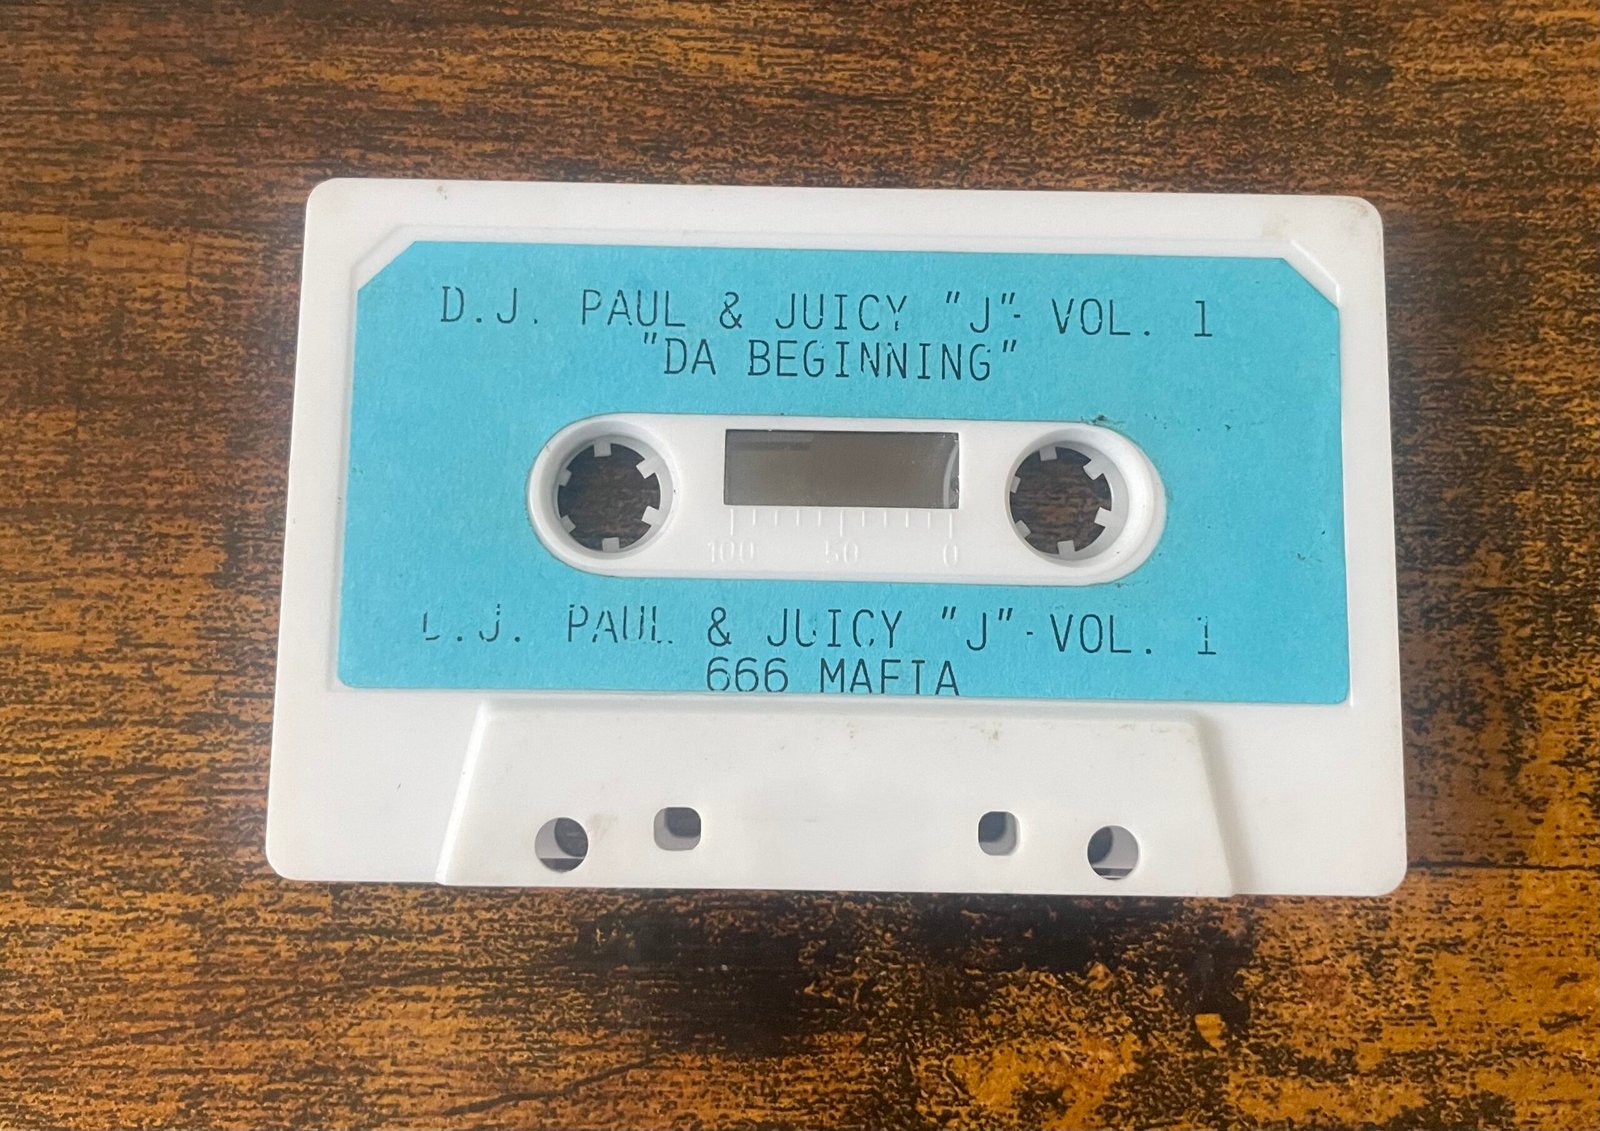 D.J. PAUL & JUICY "J"- VOL. 1
"DA BEGINNING"
100 50 0
D.J. PAUL & JUICY "J"- VOL. 1
666 MAFIA